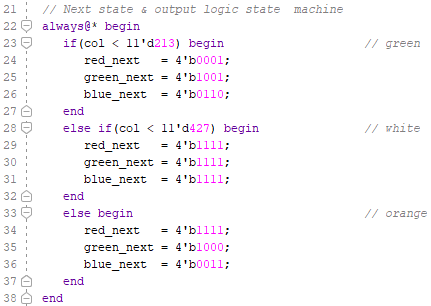 21 // Next state & output logic state machine
22 always@* begin
23 if(col < 11'd213) begin // green
24 red_next = 4'b0001;
25 green_next = 4'b1001;
26 blue_next = 4'b0110;
27 end
28 else if(col < 11'd427) begin // white
29 red_next = 4'b1111;
30 green_next = 4'b1111;
31 blue_next = 4'b1111;
32 end
33 else begin // orange
34 red_next = 4'b1111;
35 green_next = 4'b1000;
36 blue_next = 4'b0011;
37 end
38 end